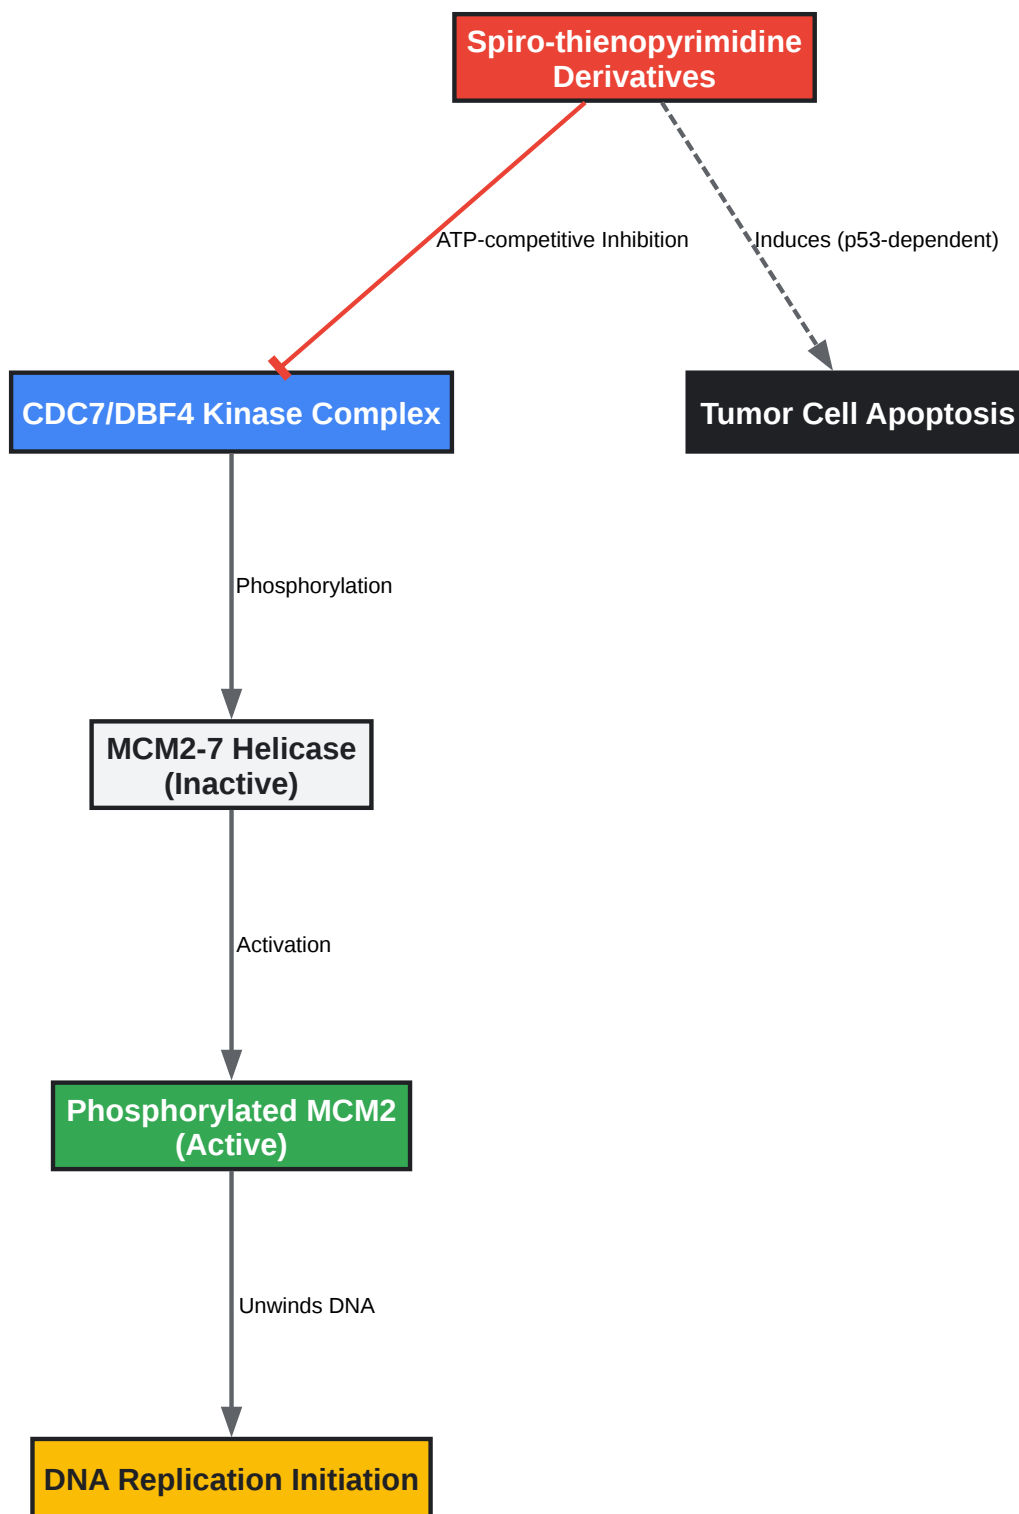 Spiro-thienopyrimidine
Derivatives
ATP-competitive Inhibition
Induces (p53-dependent)
CDC7/DBF4 Kinase Complex
Tumor Cell Apoptosis
Phosphorylation
MCM2-7 Helicase
(Inactive)
Activation
Phosphorylated MCM2
(Active)
Unwinds DNA
DNA Replication Initiation